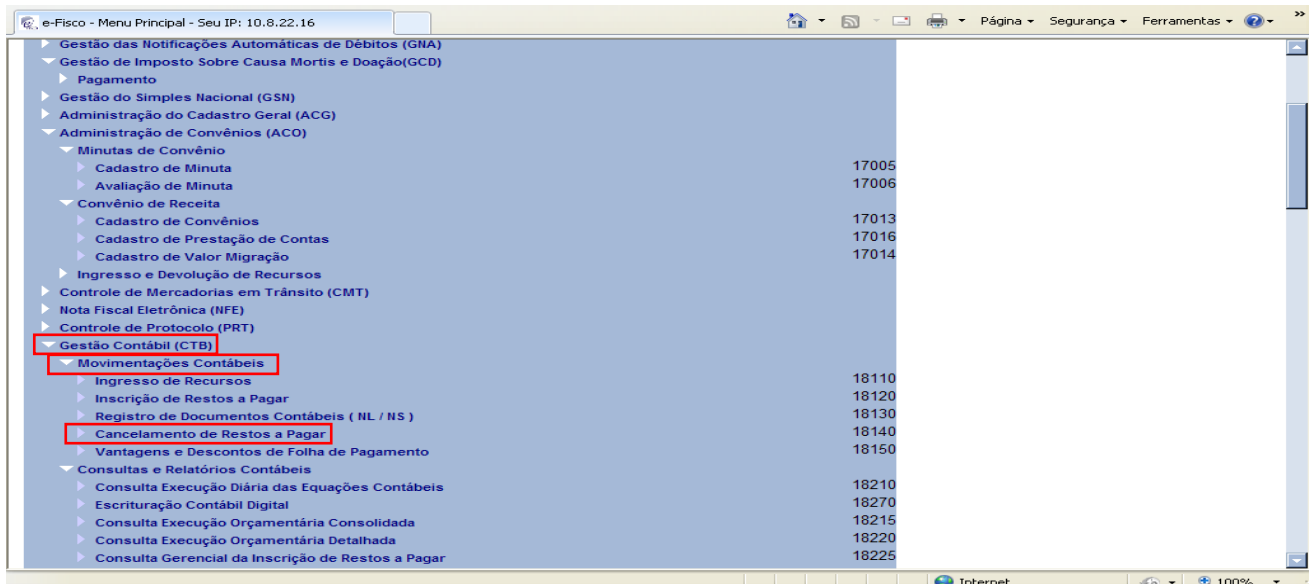 e-Fisco - Menu Principal - Seu IP: 10.8.22.16 Página Segurança Ferramentas »
Gestão das Notificações Automáticas de Débitos (GNA)
Gestão de Imposto Sobre Causa Mortis e Doação(GCD)
Pagamento
Gestão do Simples Nacional (GSN)
Administração do Cadastro Geral (ACG)
Administração de Convênios (ACO)
Minutas de Convênio
Cadastro de Minuta 17005
Avaliação de Minuta 17006
Convênio de Receita
Cadastro de Convênios 17013
Cadastro de Prestação de Contas 17016
Cadastro de Valor Migração 17014
Ingresso e Devolução de Recursos
Controle de Mercadorias em Trânsito (CMT)
Nota Fiscal Eletrônica (NFE)
Controle de Protocolo (PRT)
Gestão Contábil (CTB)
Movimentações Contábeis
Ingresso de Recursos 18110
Inscrição de Restos a Pagar 18120
Registro de Documentos Contábeis ( NL / NS ) 18130
Cancelamento de Restos a Pagar 18140
Vantagens e Descontos de Folha de Pagamento 18150
Consultas e Relatórios Contábeis
Consulta Execução Diária das Equações Contábeis 18210
Escrituração Contábil Digital 18270
Consulta Execução Orçamentária Consolidada 18215
Consulta Execução Orçamentária Detalhada 18220
Consulta Gerencial da Inscrição de Restos a Pagar 18225
Internet 100%